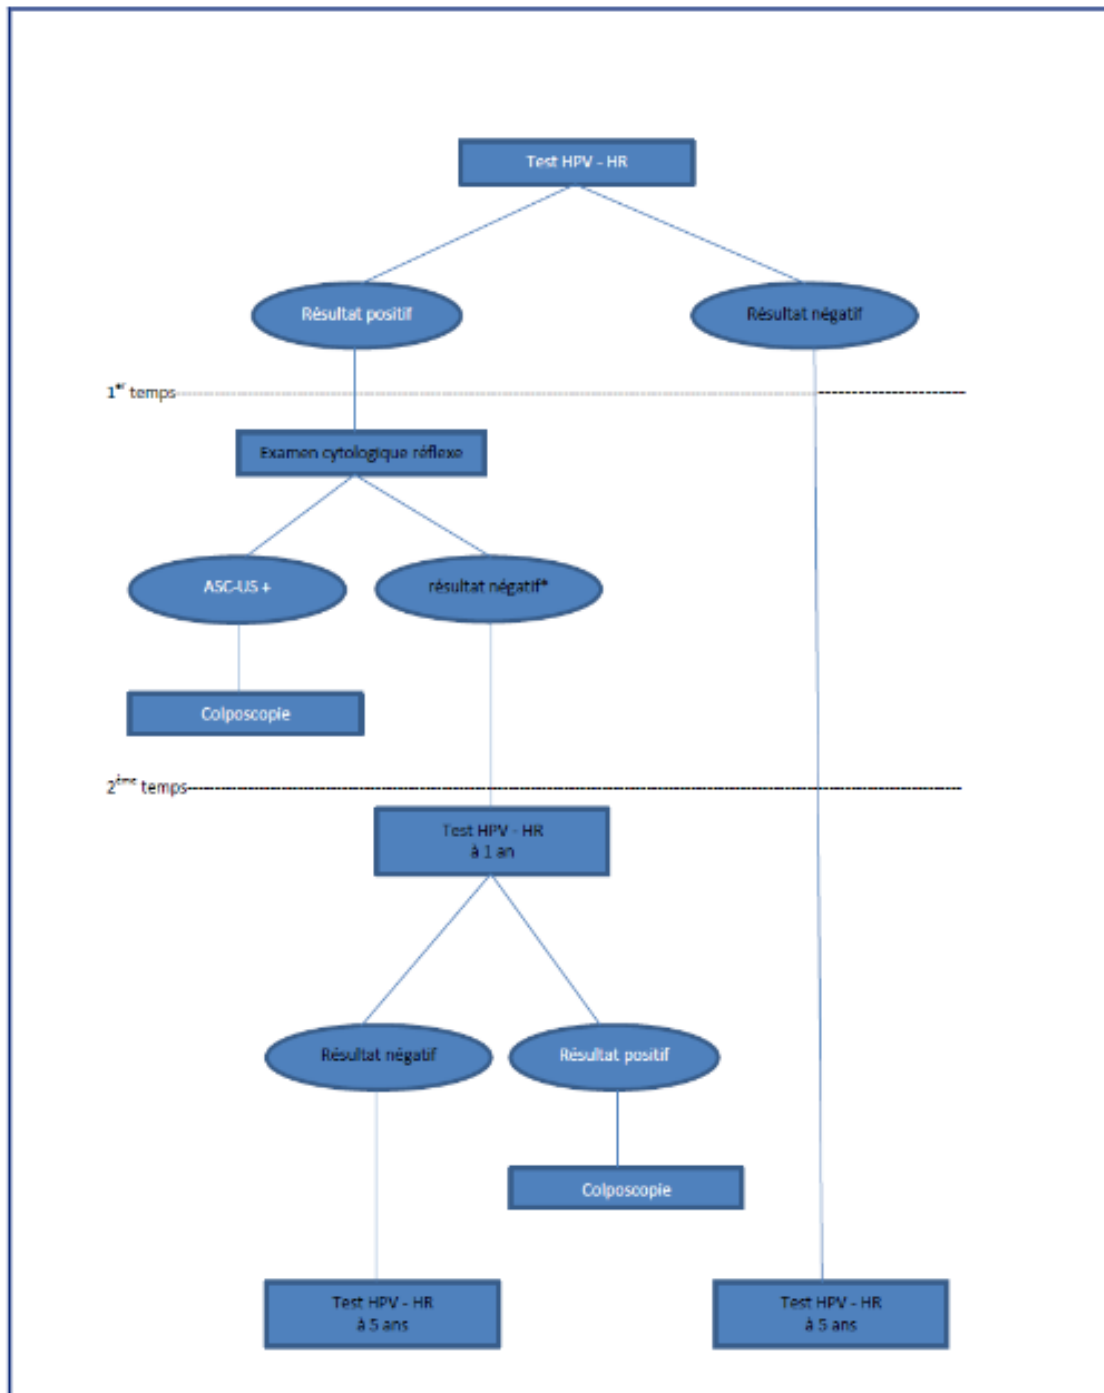 Test HPV - HR
Résultat positif
Résultat négatif
1er temps
Examen cytologique réflexe
ASC-US +
résultat négatif*
Colposcopie
2ème temps
Test HPV - HR
à 1 an
Résultat négatif
Résultat positif
Colposcopie
Test HPV - HR
à 5 ans
Test HPV - HR
à 5 ans